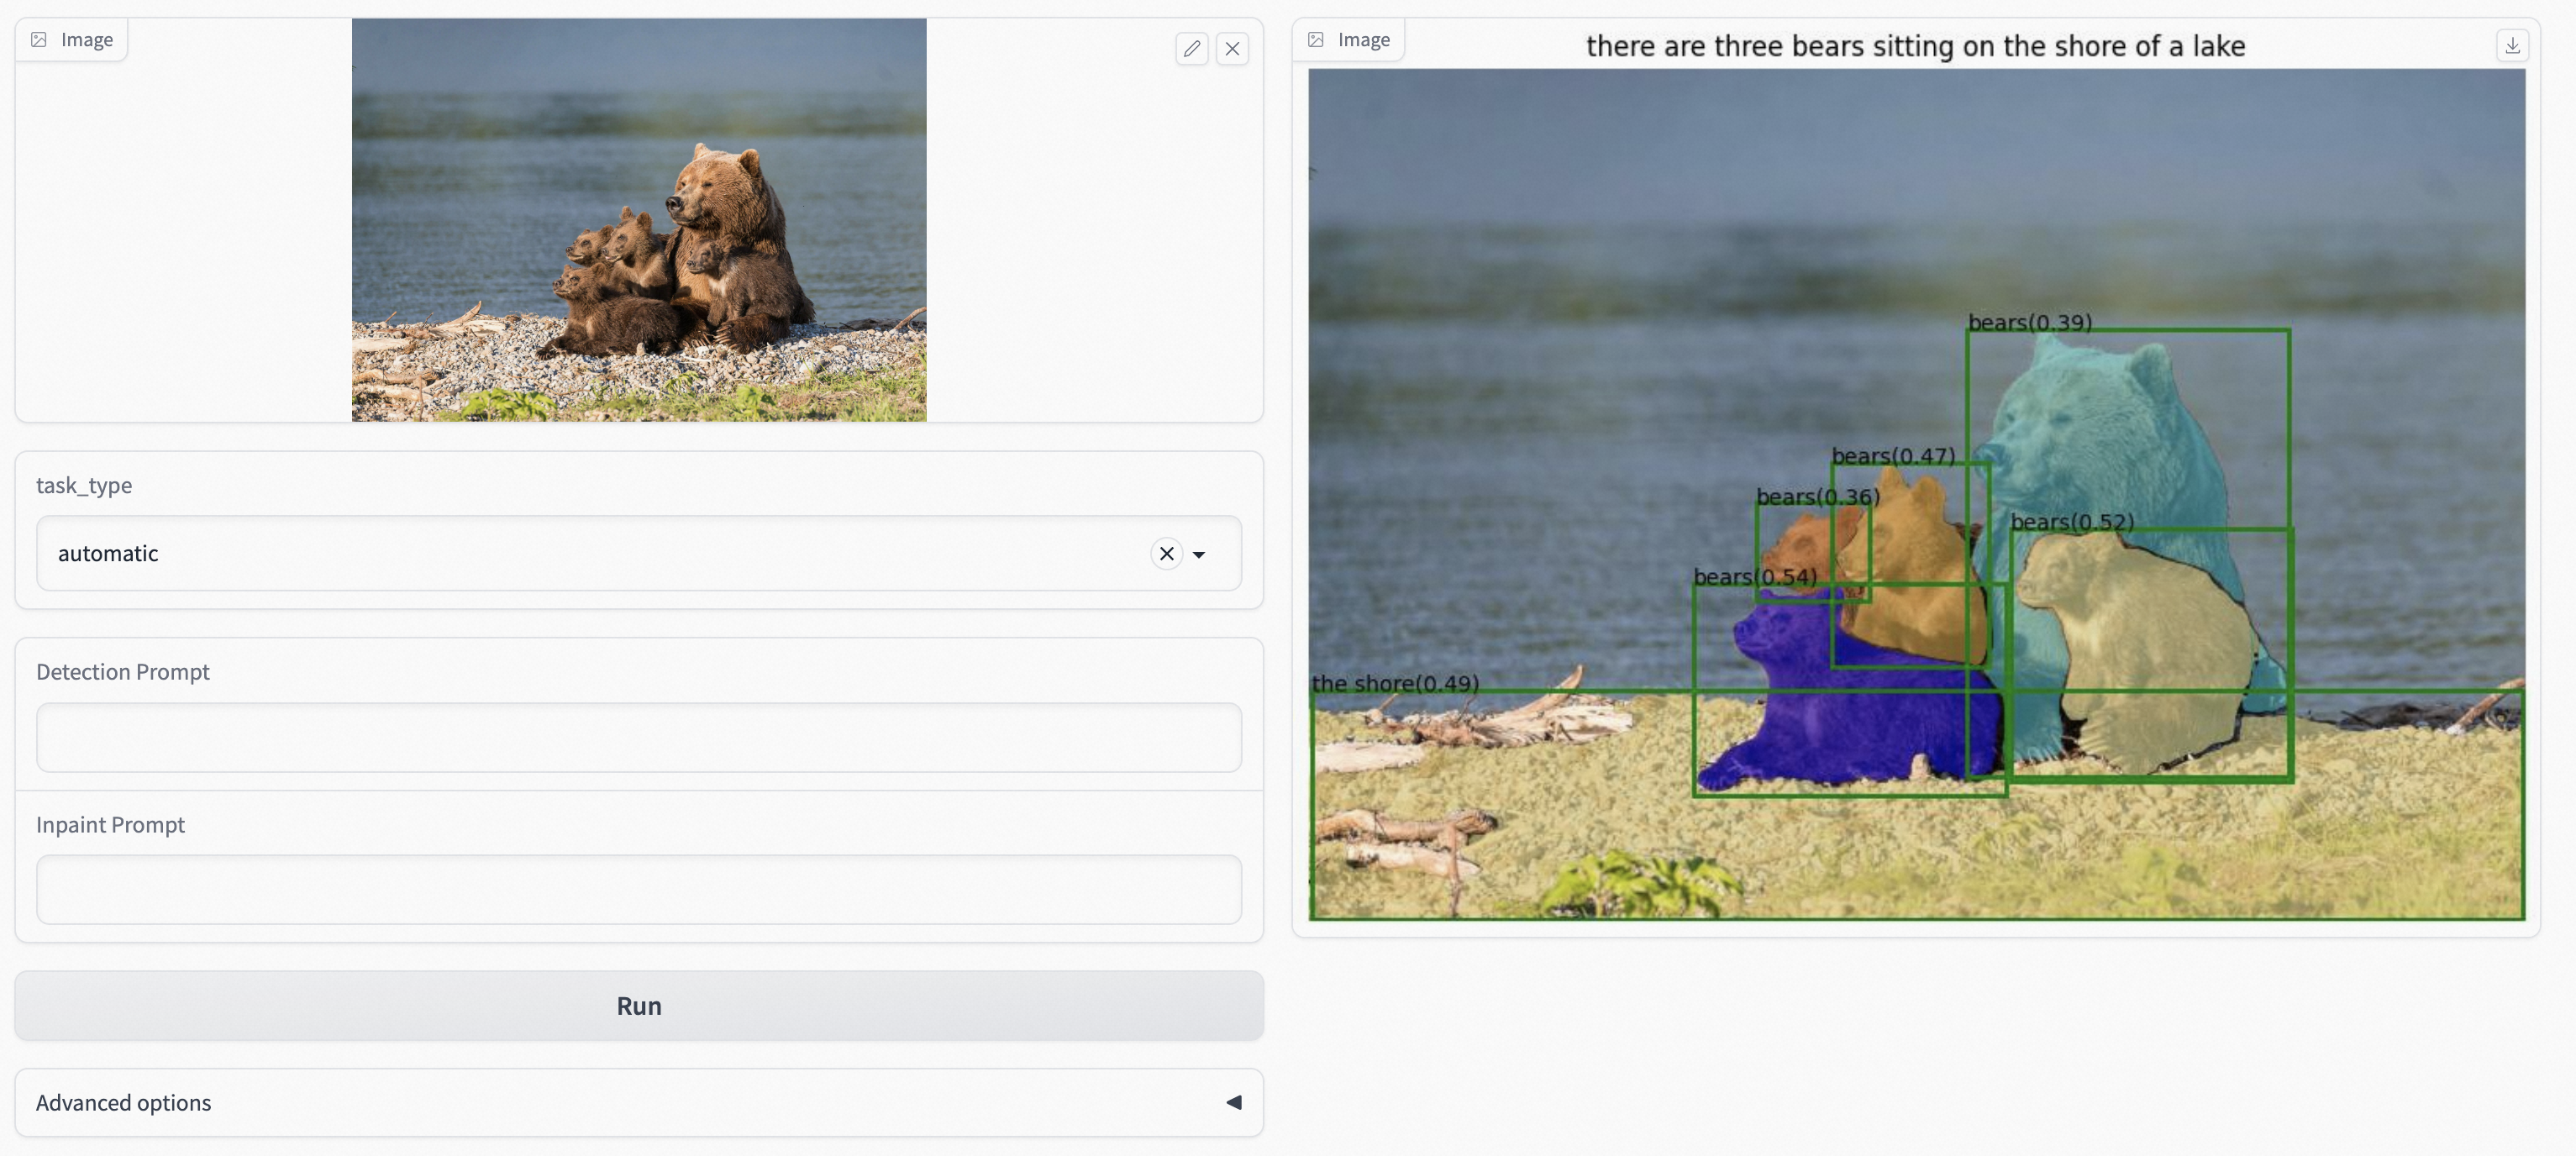 Image
task_type
automatic
Detection Prompt
Inpaint Prompt
Run
Advanced options
Image
there are three bears sitting on the shore of a lake
bears(0.39)
bears(0.47)
bears(0.36)
bears(0.52)
bears(0.54)
the shore(0.49)